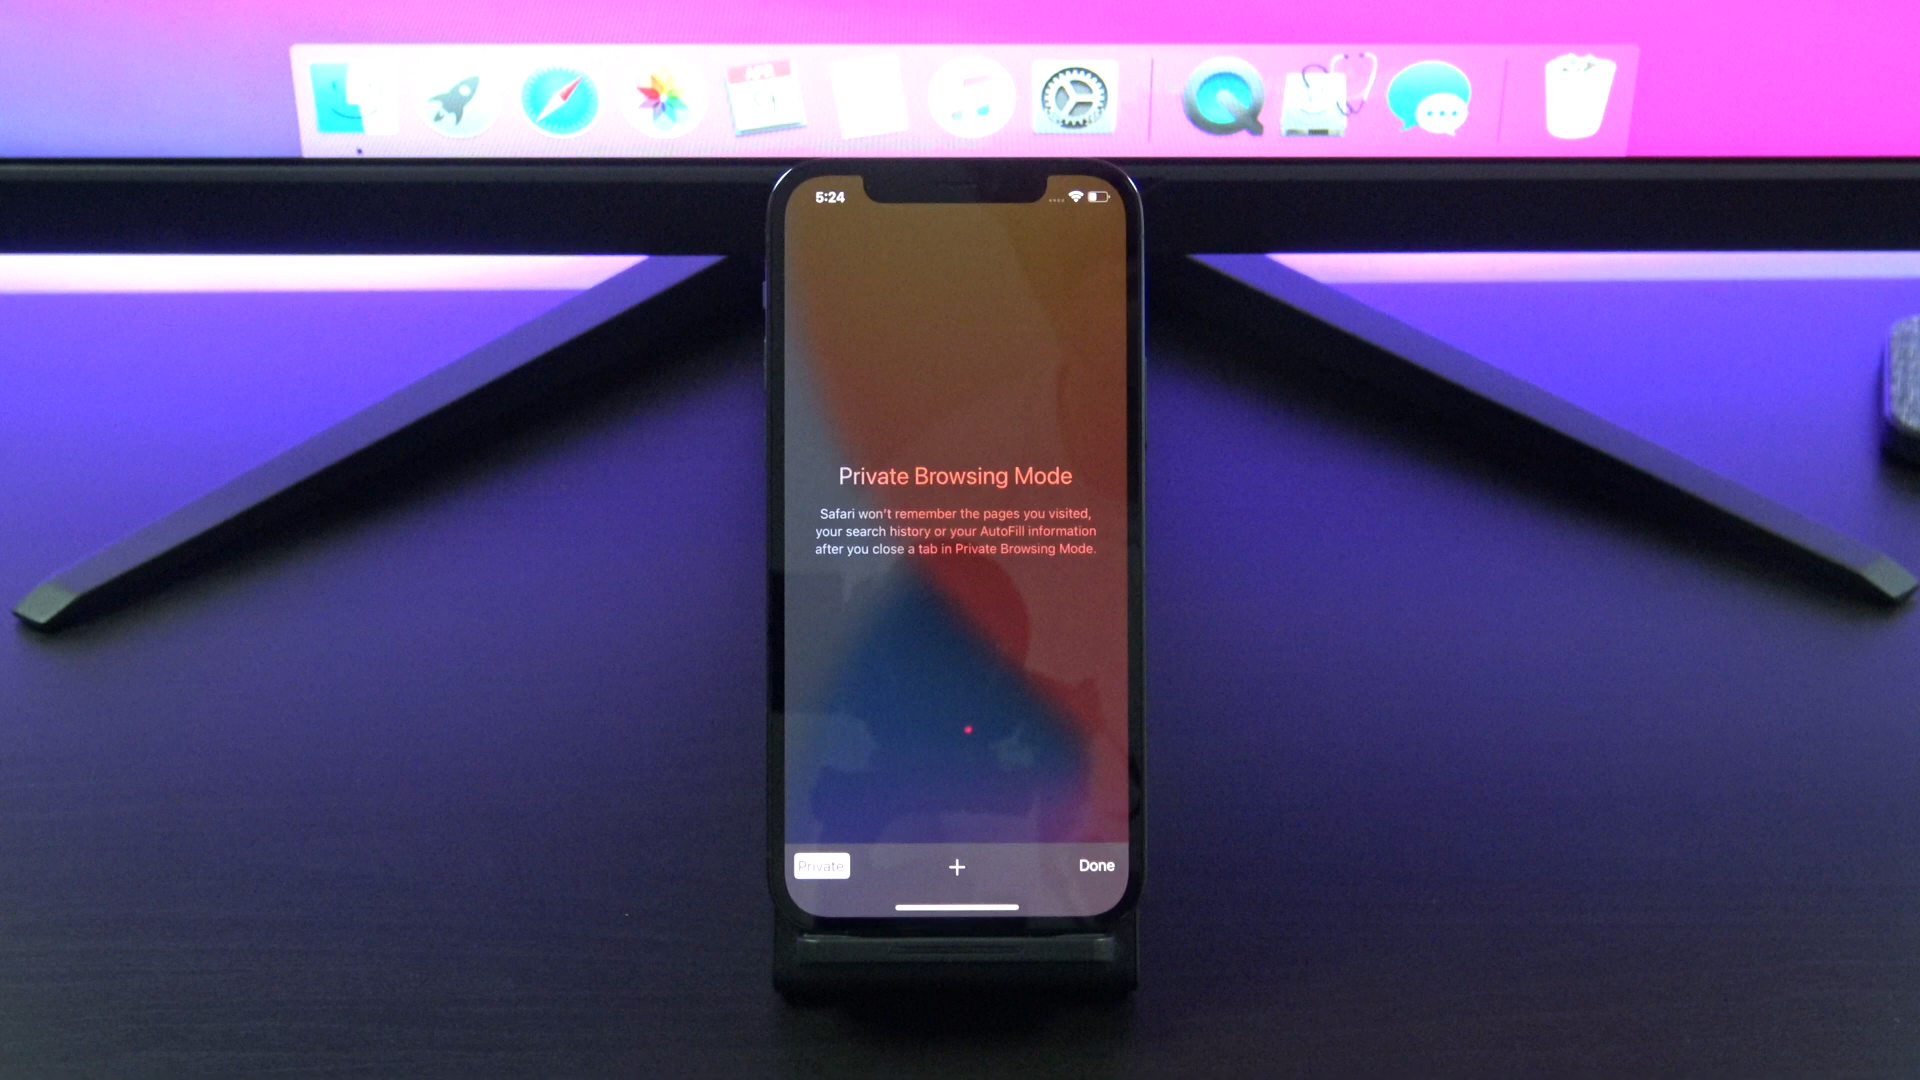 APR
5:24
Private Browsing Mode
Safari won't remember the pages you visited,
your search history or your AutoFill information
after you close a tab in Private Browsing Mode.
Private
+
Done